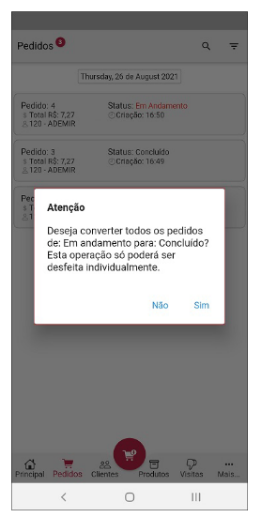 Pedidos
Thursday, 26 de August 2021
Pedido: 4
Status: Em Andamento
$ Total R$: 7,27
Criação: 16:50
120 - ADEMIR
Pedido: 3
Status: Concluído
$ Total R$: 7,27
Criação: 16:49
120 - ADEMIR
Atenção
Deseja converter todos os pedidos
de: Em andamento para: Concluído?
Esta operação só poderá ser
desfeita individualmente.
Não
Sim
Principal
Pedidos
Clientes
Produtos
Visitas
Mais...